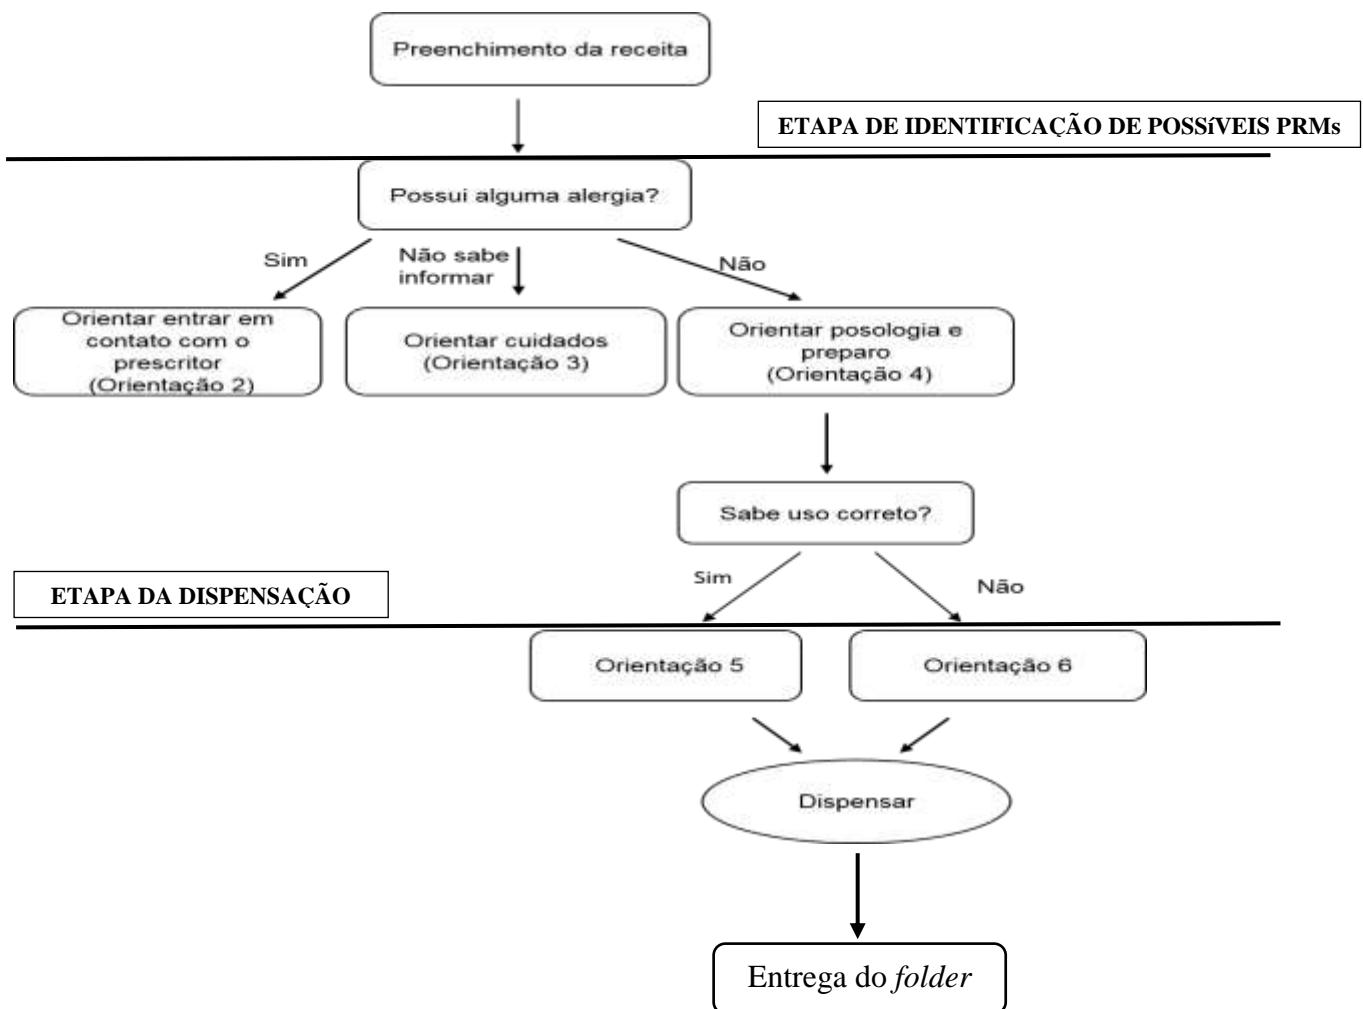 Preenchimento da receita
ETAPA DE IDENTIFICAÇÃO DE POSSíVEIS PRMs
Possui alguma alergia?
Sim
Não sabe
informar
Não
Orientar entrar em
contato com o
prescritor
(Orientação 2)
Orientar cuidados
(Orientação 3)
Orientar posologia e
preparo
(Orientação 4)
Sabe uso correto?
Sim
Não
ETAPA DA DISPENSAÇÃO
Orientação 5
Orientação 6
Dispensar
Entrega do folder